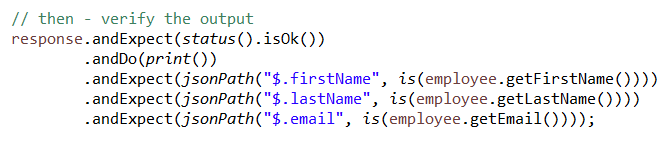 // then - verify the output
response.andExpect(status().isOk())
.andDo(print())
.andExpect(jsonPath("$.firstName", is(employee.getFirstName())))
.andExpect(jsonPath("$.lastName", is(employee.getLastName())))
.andExpect(jsonPath("$.email", is(employee.getEmail())));